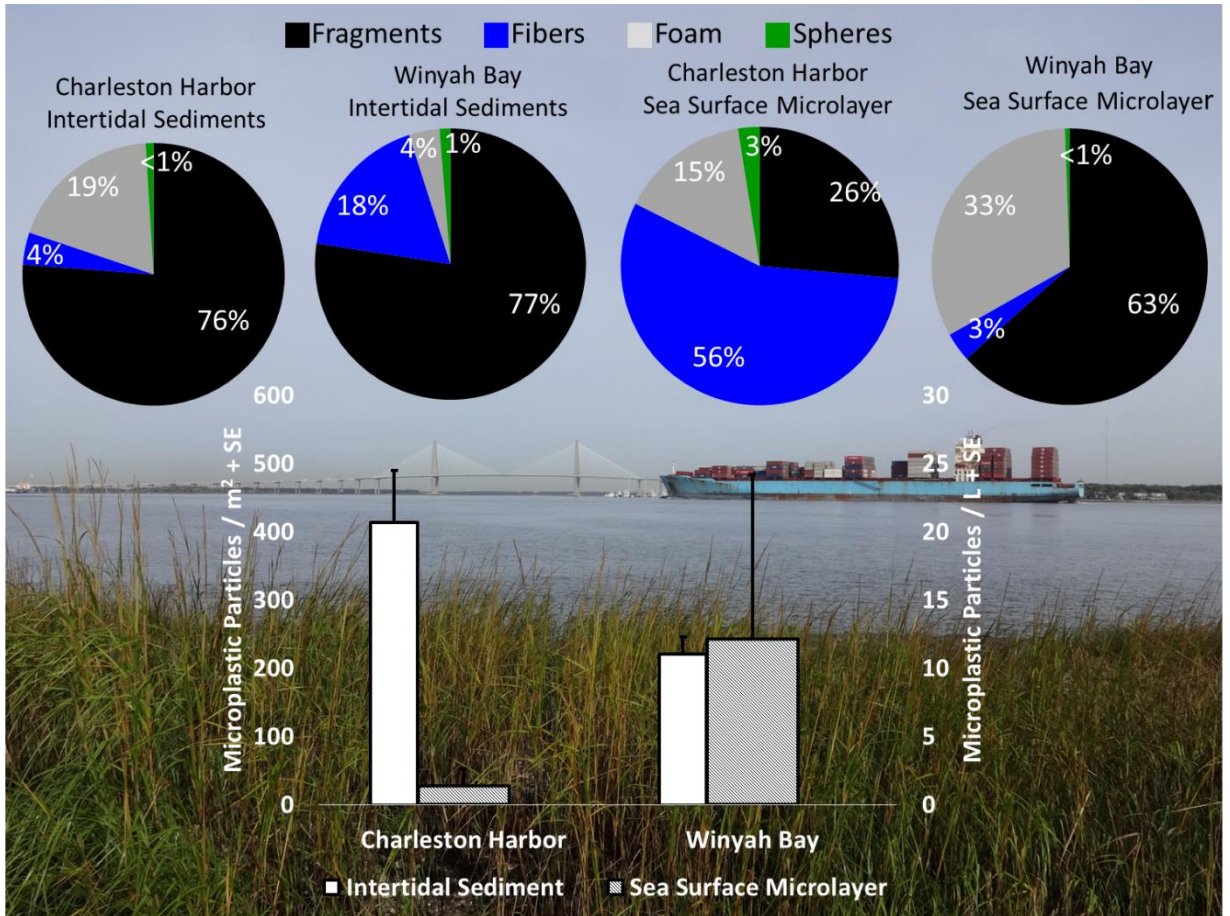 Fragments Fibers Foam Spheres
Charleston Harbor
Intertidal Sediments
<1%
19%
4%
76%
Winyah Bay
Intertidal Sediments
4% 1%
18%
77%
Charleston Harbor
Sea Surface Microlayer
3%
15%
26%
56%
Winyah Bay
Sea Surface Microlayer
<1%
33%
3%
63%
Microplastic Particles / m² + SE
600
500
400
300
200
100
0
30
25
20
15
10
5
0
Microplastic Particles / L + SE
Charleston Harbor Winyah Bay
Intertidal Sediment Sea Surface Microlayer